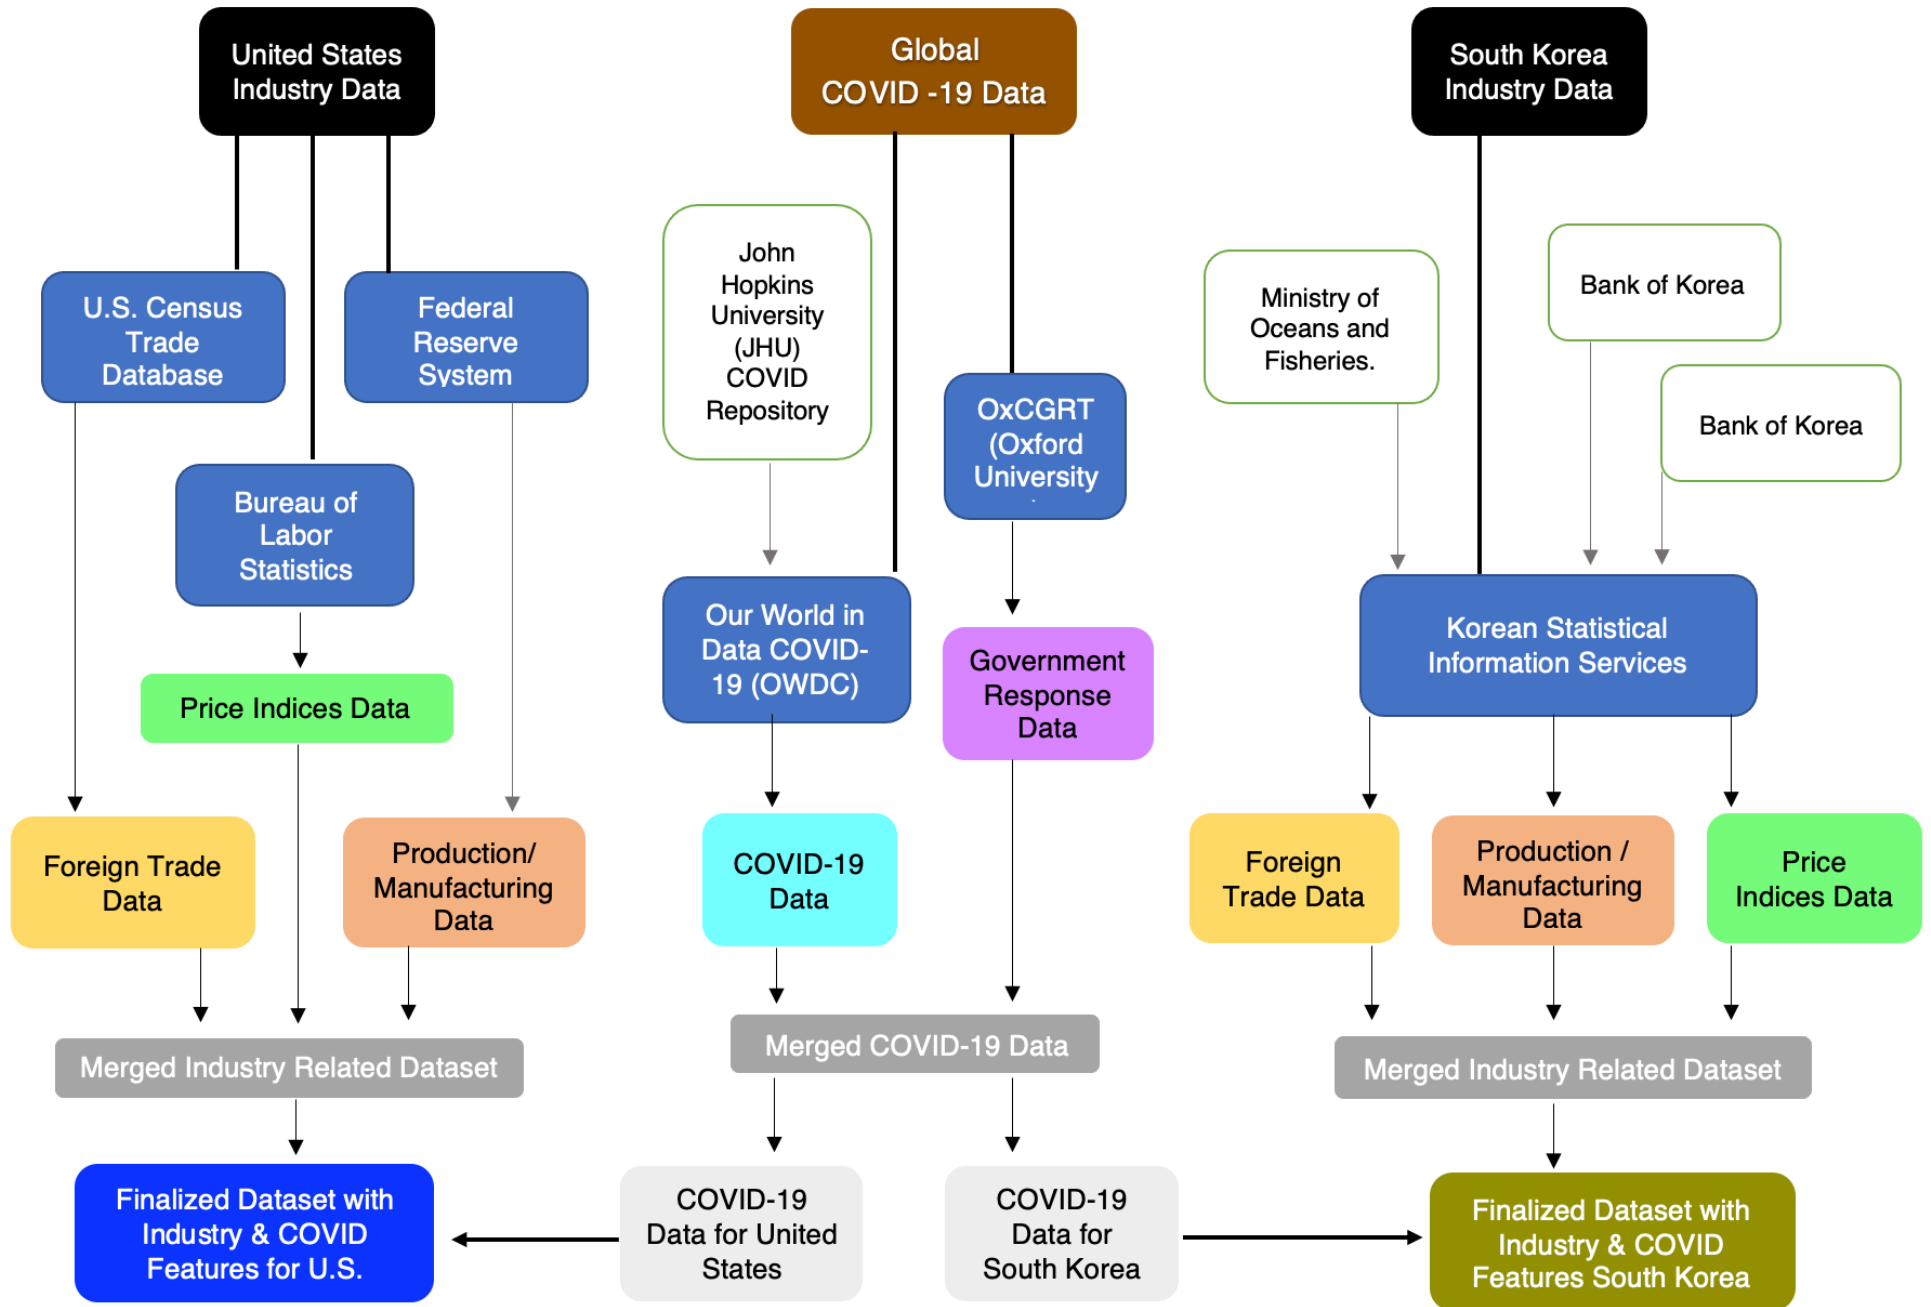 United States
Industry Data
Global
COVID -19 Data
South Korea
Industry Data
U.S. Census
Trade
Database
Federal
Reserve
System
John
Hopkins
University
(JHU)
COVID
Repository
OxCGRT
(Oxford
University
Ministry of
Oceans and
Fisheries.
Bank of Korea
Bank of Korea
Bureau of
Labor
Statistics
Our World in
Data COVID-
19 (OWDC)
Government
Response
Data
Korean Statistical
Information Services
Price Indices Data
Foreign Trade
Data
Production/
Manufacturing
Data
COVID-19
Data
Foreign
Trade Data
Production /
Manufacturing
Data
Price
Indices Data
Merged Industry Related Dataset
Merged COVID-19 Data
Merged Industry Related Dataset
Finalized Dataset with
Industry & COVID
Features for U.S.
COVID-19
Data for United
States
COVID-19
Data for
South Korea
Finalized Dataset with
Industry & COVID
Features South Korea